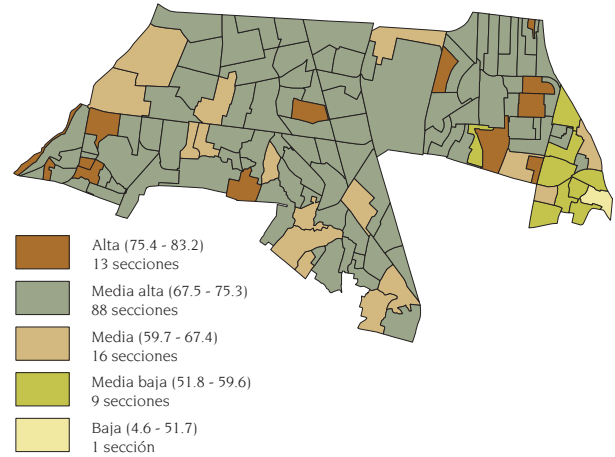 Alta (75.4 - 83.2)
13 secciones
Media alta (67.5 - 75.3)
88 secciones
Media (59.7 - 67.4)
16 secciones
Media baja (51.8 - 59.6)
9 secciones
Baja (4.6 - 51.7)
1 sección